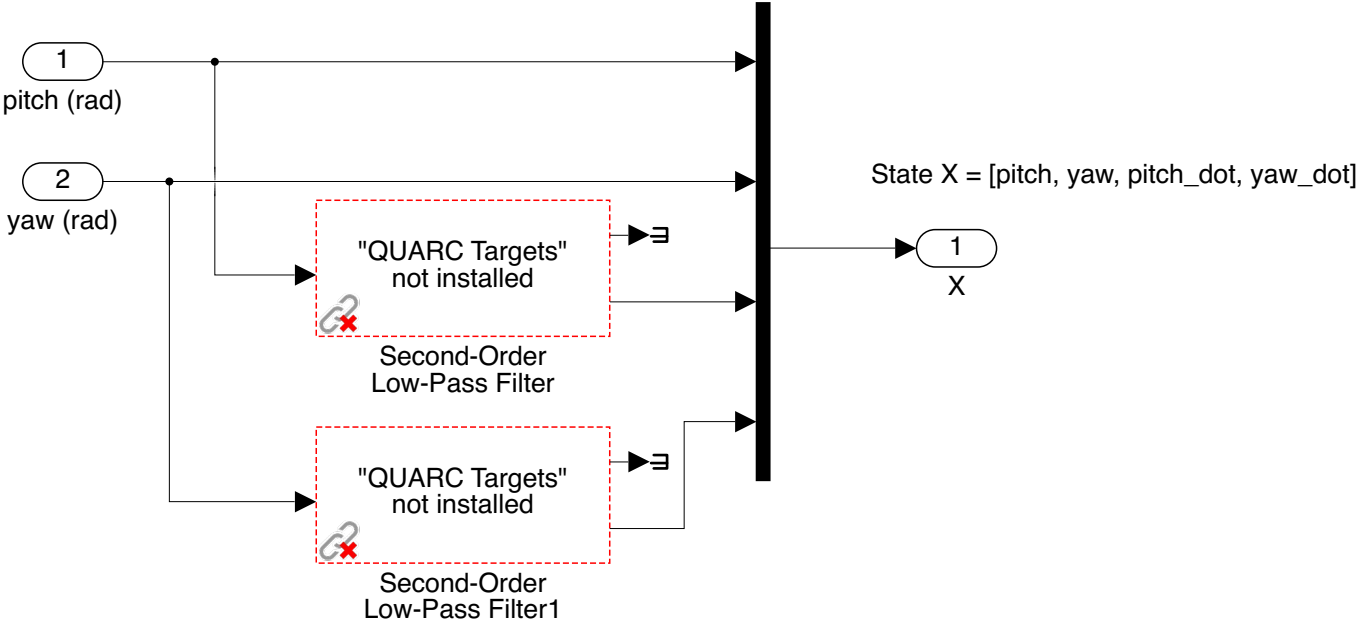 1
pitch (rad)
2
yaw (rad)
State X = [pitch, yaw, pitch_dot, yaw_dot]
"QUARC Targets"
not installed
1
X
Second-Order
Low-Pass Filter
"QUARC Targets"
not installed
Second-Order
Low-Pass Filter1